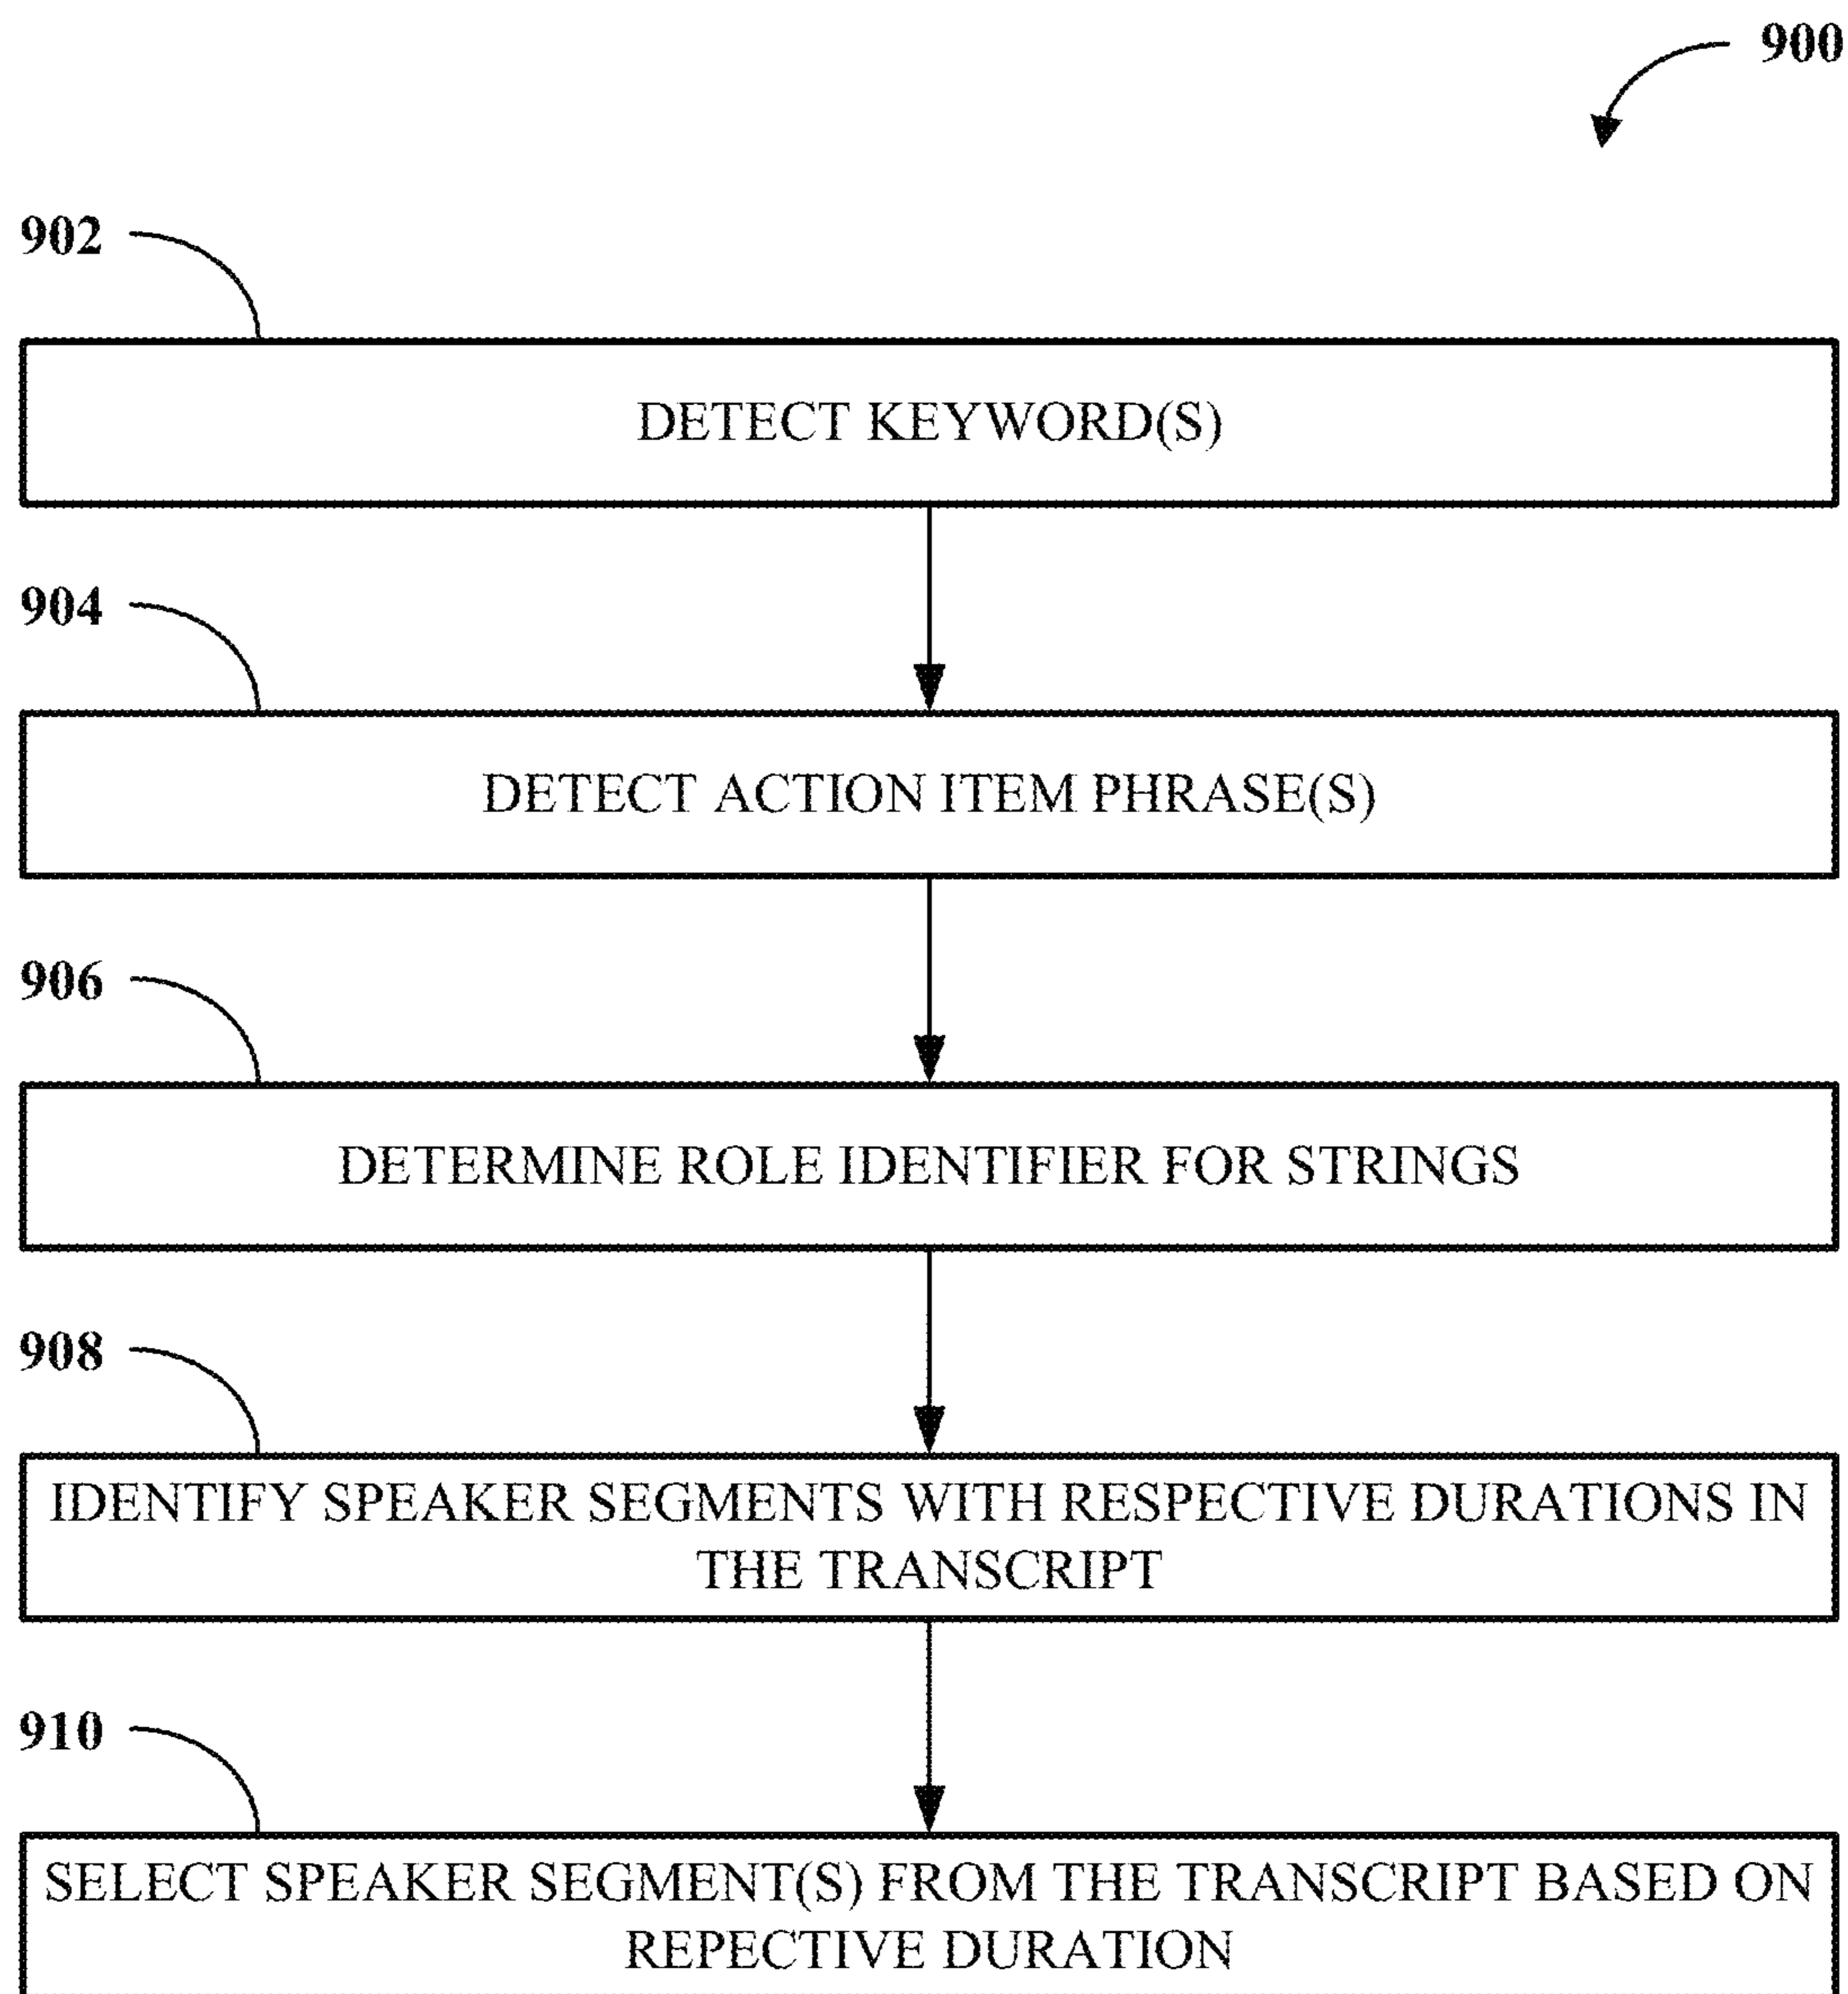 900
902
DETECT KEYWORD(S)
904
DETECT ACTION ITEM PHRASE(S)
906
DETERMINE ROLE IDENTIFIER FOR STRINGS
908
IDENTIFY SPEAKER SEGMENTS WITH RESPECTIVE DURATIONS IN
THE TRANSCRIPT
910
SELECT SPEAKER SEGMENT(S) FROM THE TRANSCRIPT BASED ON
REPECTIVE DURATION